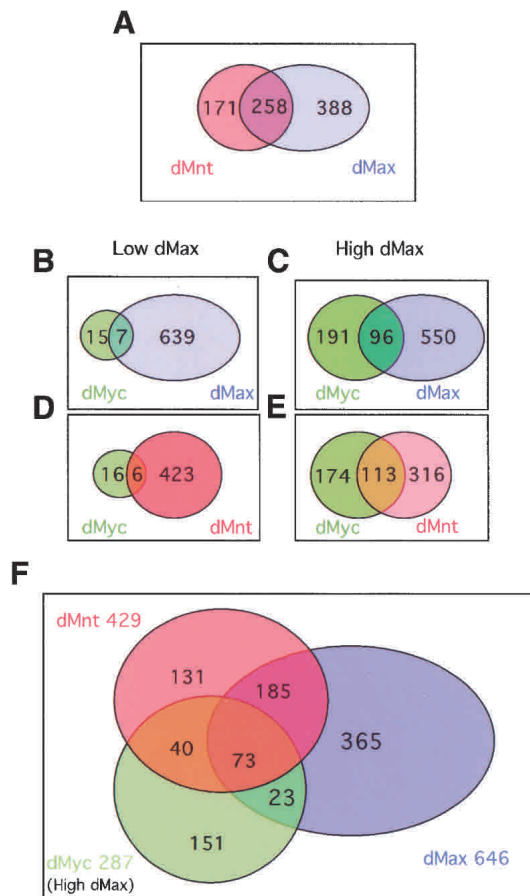 A
171 258 388
dMnt dMax
Low dMax High dMax
B
15 7 639
dMyc dMax
C
191 96 550
dMyc dMax
D
16 6 423
dMyc dMnt
E
174 113 316
dMyc dMnt
F
dMnt 429
131
185
40 73 365
23
151
dMyc 287
(High dMax)
dMax 646